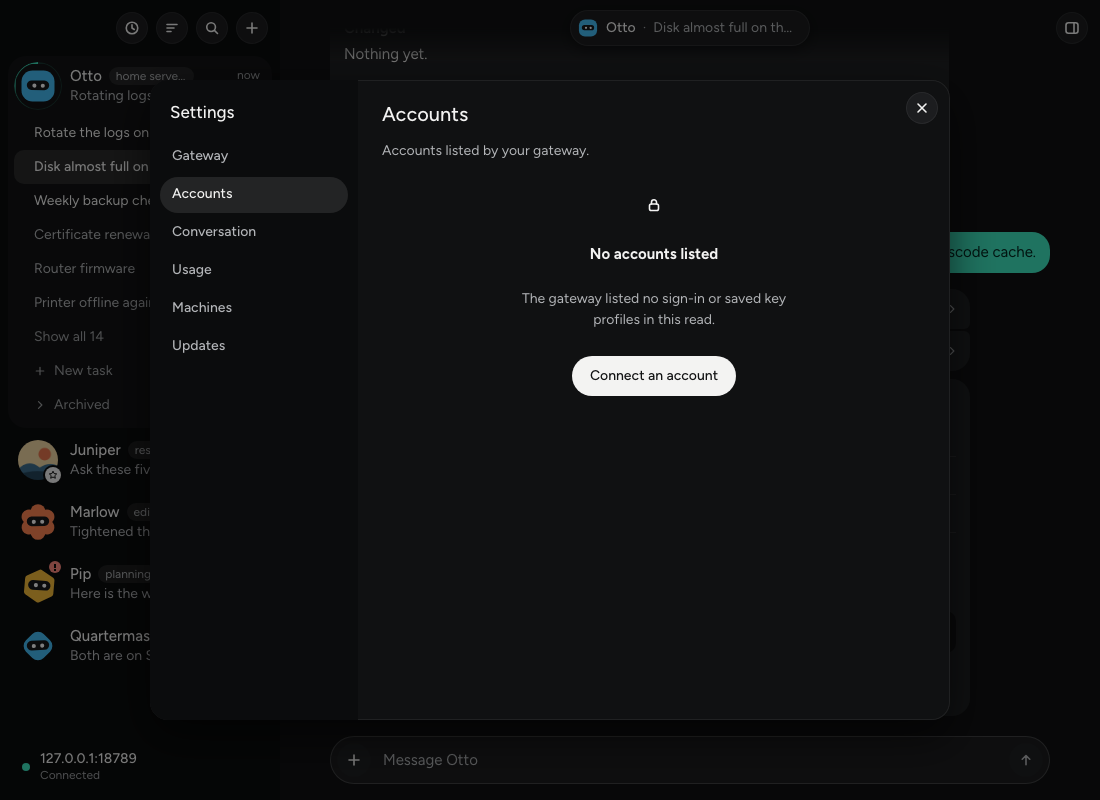 Otto · Disk almost full on th…
Nothing yet.
Otto home serve… now
Rotating logs
Rotate the logs on
Disk almost full on
Weekly backup che
Certificate renewa
Router firmware
Printer offline again
Show all 14
New task
Archived
Juniper res
Ask these fiv
Marlow edi
Tightened th
Pip planning
Here is the w
Quartermas
Both are on S
127.0.0.1:18789
Connected
Settings
Gateway
Accounts
Conversation
Usage
Machines
Updates
Accounts
Accounts listed by your gateway.
No accounts listed
The gateway listed no sign-in or saved key
profiles in this read.
Connect an account
scode cache.
Message Otto